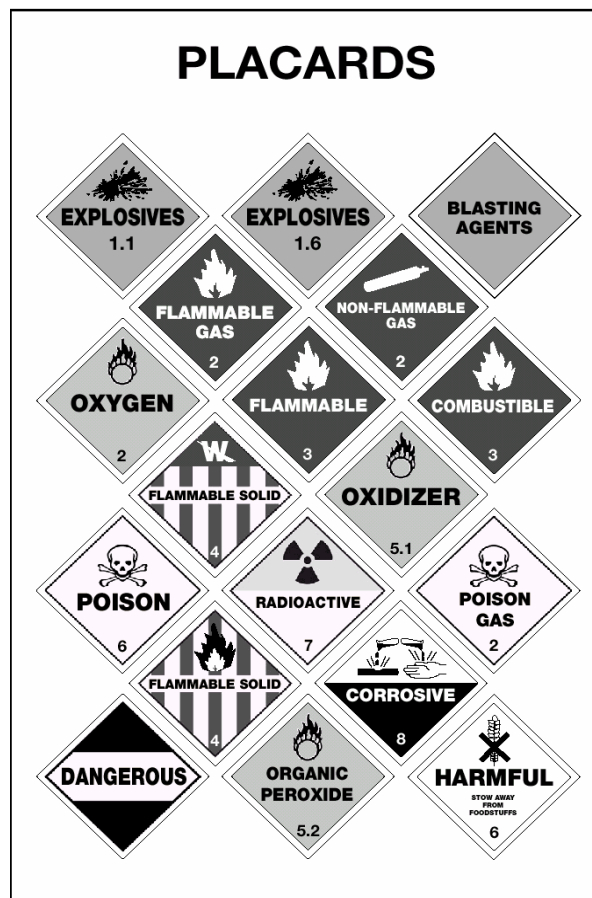 PLACARDS
EXPLOSIVES
1.1
EXPLOSIVES
1.6
BLASTING
AGENTS
FLAMMABLE
GAS
2
NON-FLAMMABLE
GAS
2
OXYGEN
2
FLAMMABLE
3
COMBUSTIBLE
3
W
FLAMMABLE SOLID
4
OXIDIZER
5.1
POISON
6
RADIOACTIVE
7
POISON
GAS
2
FLAMMABLE SOLID
4
CORROSIVE
8
DANGEROUS
ORGANIC
PEROXIDE
5.2
HARMFUL
STOW AWAY
FROM
FOODSTUFFS
6